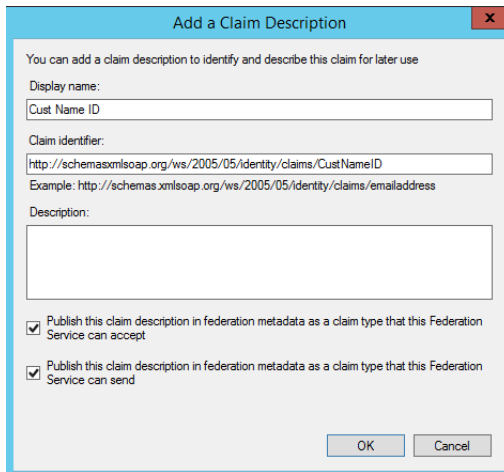 Add a Claim Description
x
You can add a claim description to identify and describe this claim for later use
Display name:
Cust Name ID
Claim identifier:
http://schemasxmlsoap.org/ws/2005/05/identity/claims/CustNameID
Example: http://schemas.xmlsoap.org/ws/2005/05/identity/claims/emailaddress
Description:
Publish this claim description in federation metadata as a claim type that this Federation
Service can accept
Publish this claim description in federation metadata as a claim type that this Federation
Service can send
OK Cancel